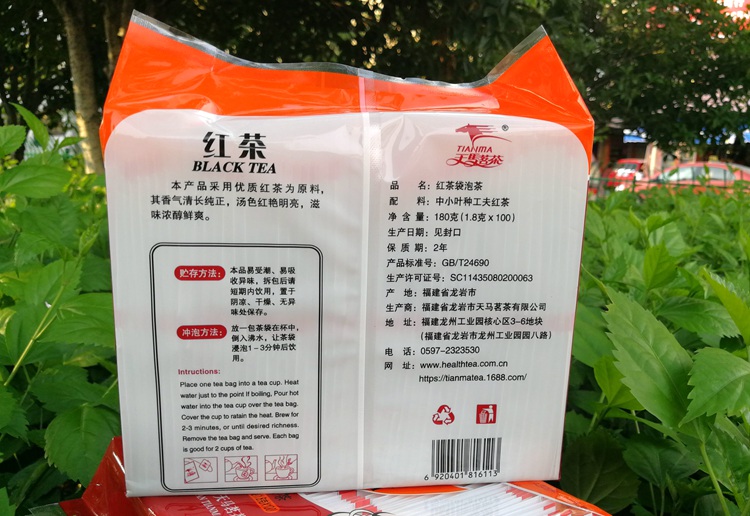 红茶
BLACK TEA
本产品采用优质红茶为原料，
其香气清长纯正，汤色红艳明亮，滋
味浓醇鲜爽。
贮存方法：
本品易受潮、易吸
收异味，拆包后请
短期内饮用，置于
阴凉、干燥、无异
味处保存。
冲泡方法：
放一包茶袋在杯中，
倒入沸水，让茶袋
浸泡1-3分钟后饮
用。
Instructions:
Place one tea bag into a tea cup. Heat
water just to the point if boiling, Pour hot
water into the tea cup over the tea bag.
Cover the cup to ratain the heat. Brew for
2-3 minutes, or until desired richness.
Remove the tea bag and serve. Each bag
is good for 2 cups of tea.
®
TIANMA
天马茗茶
品 名：红茶袋泡茶
配 料：中小叶种工夫红茶
净 含 量：180克(1.8克x100)
生产日期：见封口
保 质 期：2年
产品标准号：GB/T24690
生产许可证号：SC11435080200063
产 地：福建省龙岩市
生产商：福建省龙岩市天马茗茶有限公司
地 址：福建龙州工业园核心区3-6地块
(福建省龙岩市龙州工业园园八路)
电 话：0597-2323530
网 址：www.healthtea.com.cn
https://tianmatea.1688.com/
6 920401 816113